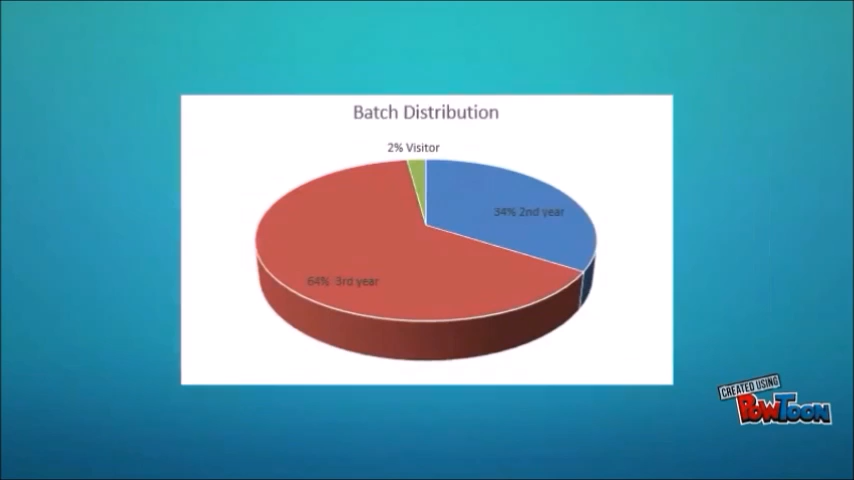 Batch Distribution
2% Visitor
34% 2nd year
64% 3rd year
CREATED USING
POWTOON